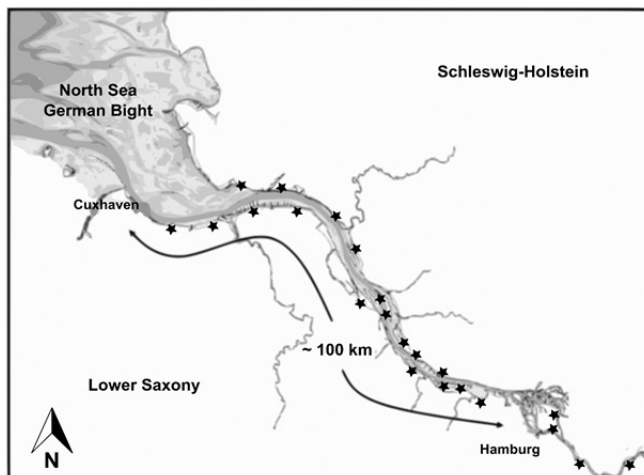 Schleswig-Holstein
North Sea
German Bight
Cuxhaven
~ 100 km
Lower Saxony
Hamburg
N